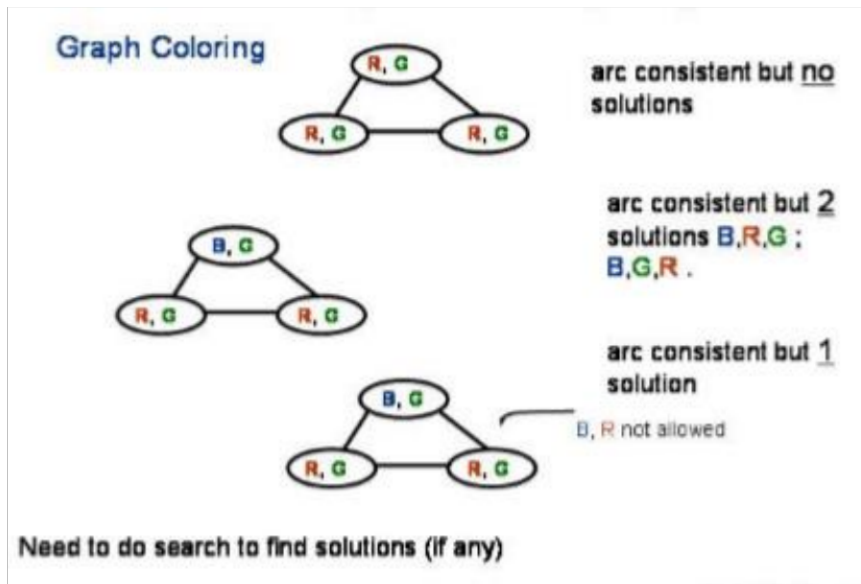 Graph Coloring
R, G
R, G
R, G
arc consistent but no
solutions
B, G
R, G
R, G
arc consistent but 2
solutions B,R,G ;
B,G,R .
B, G
R, G
R, G
arc consistent but 1
solution
B, R not allowed
Need to do search to find solutions (if any)